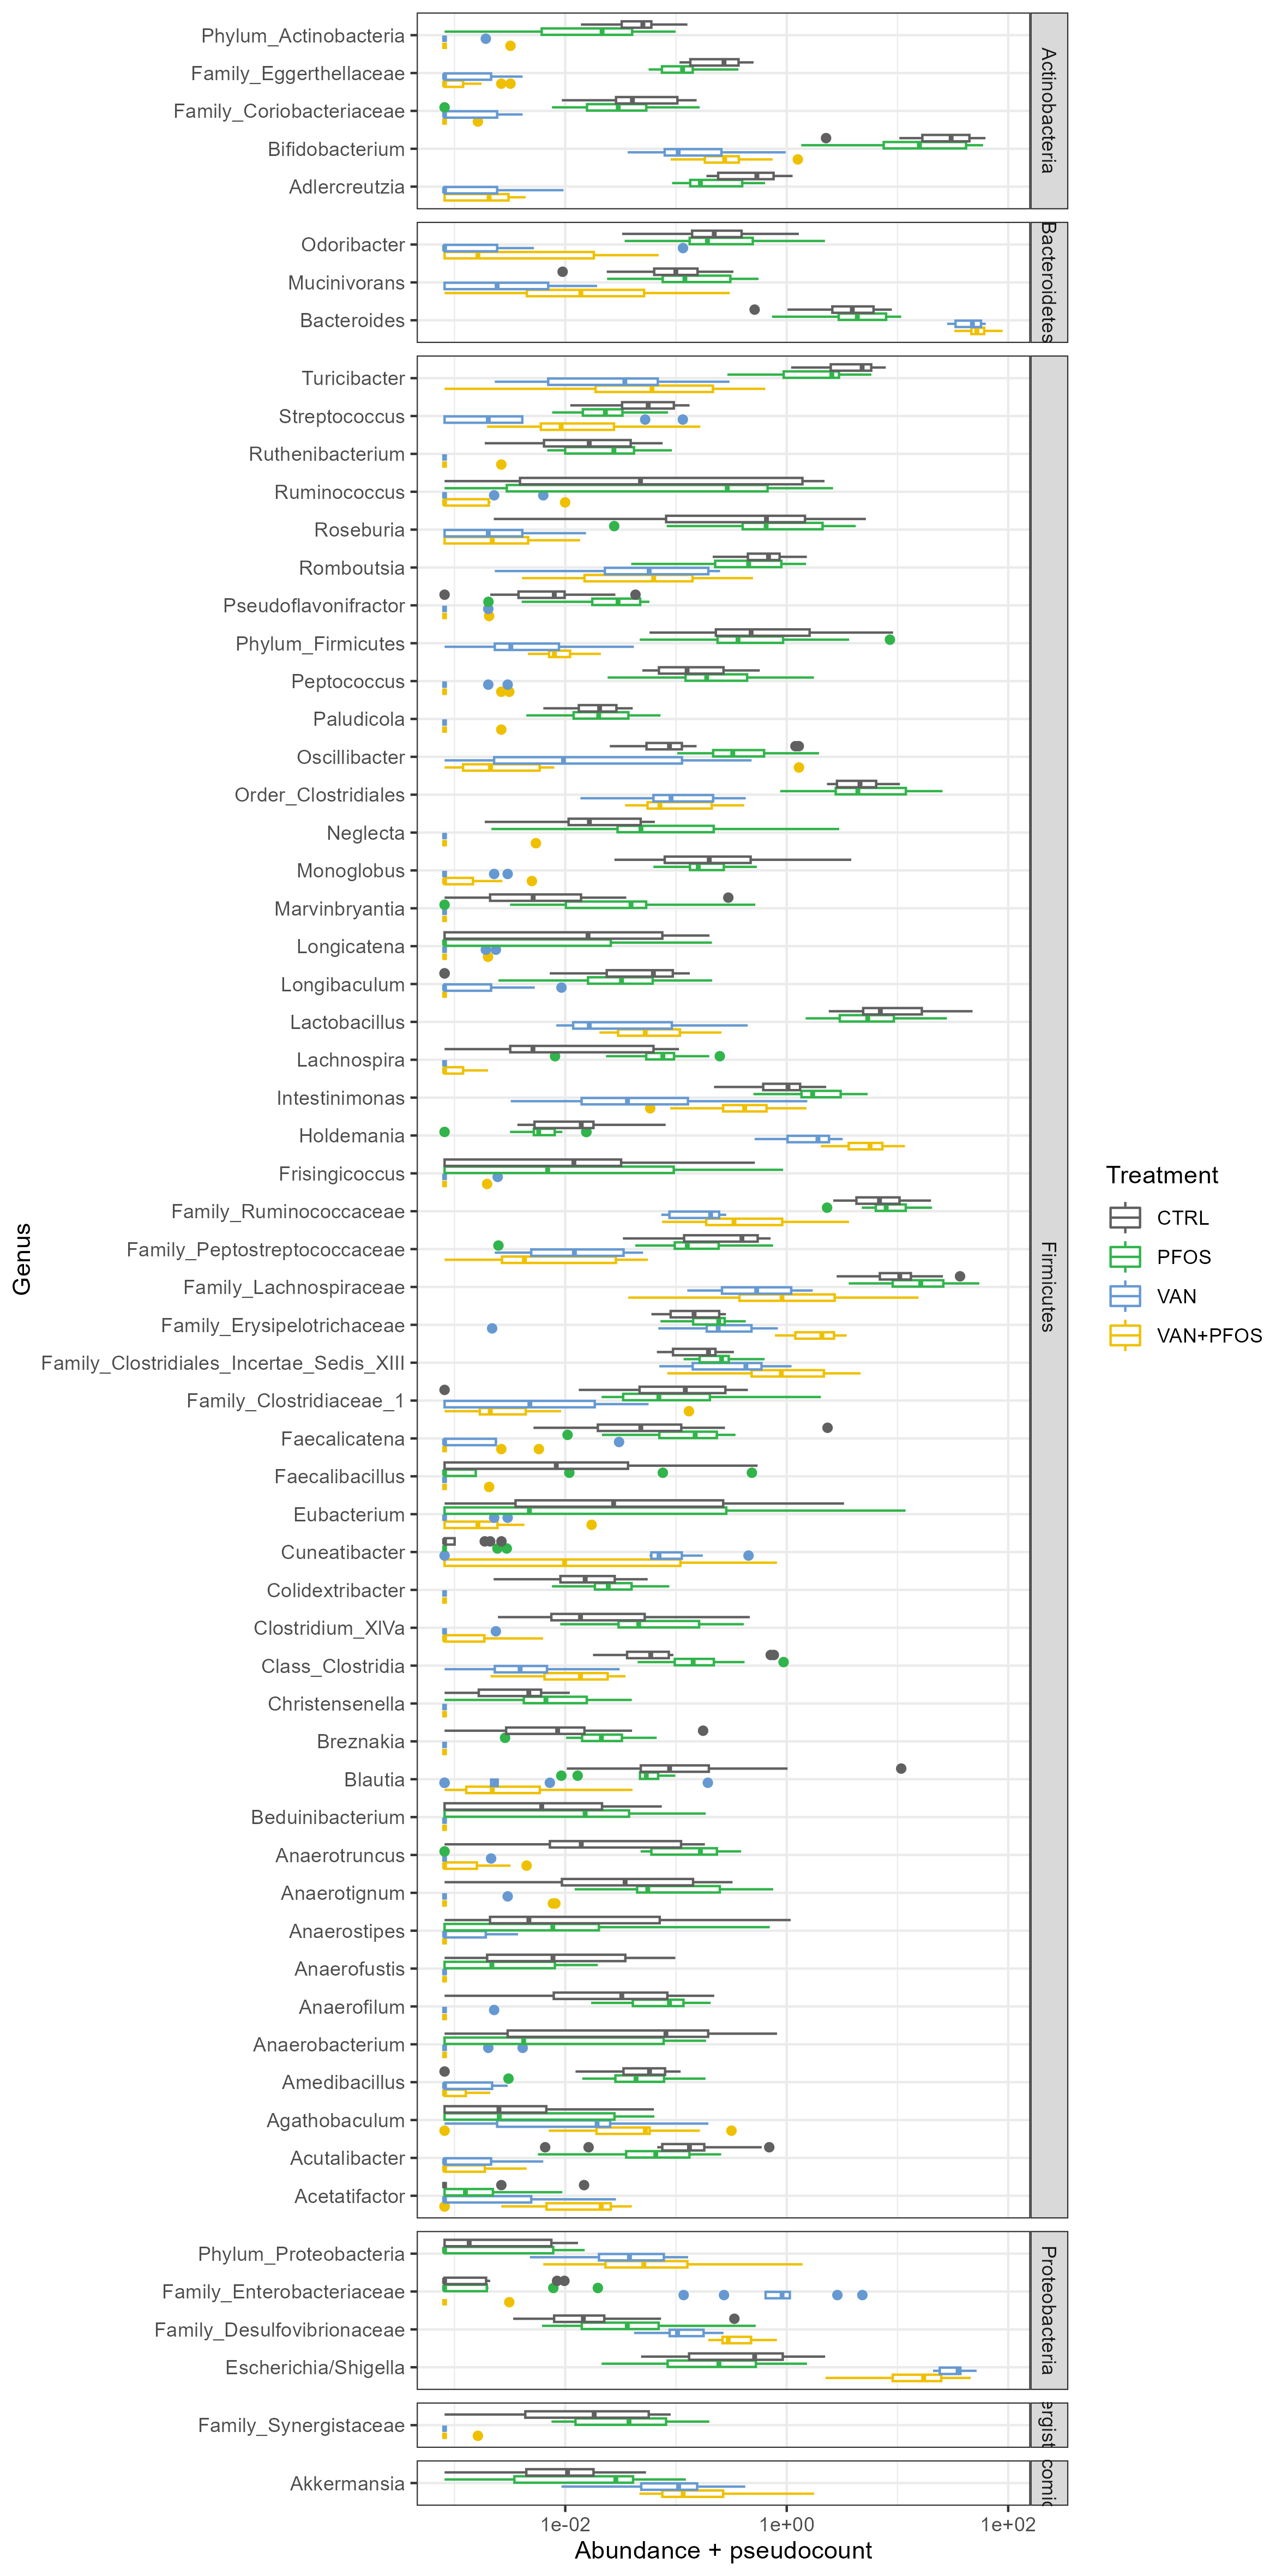 Phylum_Actinobacteria
Family_Eggerthellaceae
Family_Coriobacteriaceae
Bifidobacterium
Adlercreutzia
Actinobacteria
Odoribacter
Mucinivorans
Bacteroides
Bacteroidetes
Turicibacter
Streptococcus
Ruthenibacterium
Ruminococcus
Roseburia
Romboutsia
Pseudoflavonifractor
Phylum_Firmicutes
Peptococcus
Paludicola
Oscillibacter
Order_Clostridiales
Neglecta
Monoglobus
Marvinbryantia
Longicatena
Longibaculum
Lactobacillus
Lachnospira
Intestinimonas
Holdemania
Frisingicoccus
Family_Ruminococcaceae
Family_Peptostreptococcaceae
Family_Lachnospiraceae
Family_Erysipelotrichaceae
Family_Clostridiales_Incertae_Sedis_XIII
Family_Clostridiaceae_1
Faecalicatena
Faecalibacillus
Eubacterium
Cuneatibacter
Colidextribacter
Clostridium_XlVa
Class_Clostridia
Christensenella
Breznakia
Blautia
Beduinibacterium
Anaerotruncus
Anaerotignum
Anaerostipes
Anaerofustis
Anaerofilum
Anaerobacterium
Amedibacillus
Agathobaculum
Acutalibacter
Acetatifactor
Firmicutes
Phylum_Proteobacteria
Family_Enterobacteriaceae
Family_Desulfovibrionaceae
Escherichia/Shigella
Proteobacteria
Family_Synergistaceae
ergist
Akkermansia
comic
1e-02
1e+00
1e+02
Abundance + pseudocount
Genus
Treatment
CTRL
PFOS
VAN
VAN+PFOS